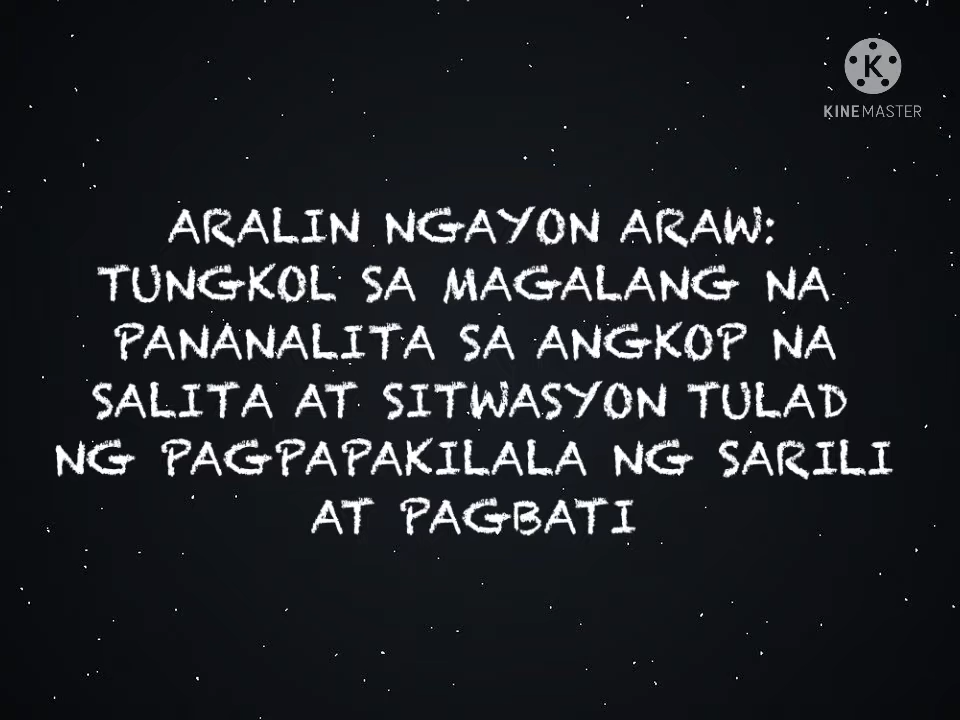 KINEMASTER
ARALIN NGAYON ARAW:
TUNGKOL SA MAGALANG NA
PANANALITA SA ANGKOP NA
SALITA AT SITWASYON TULAD
NG PAGPAPAKILALA NG SARILI
AT PAGBATI